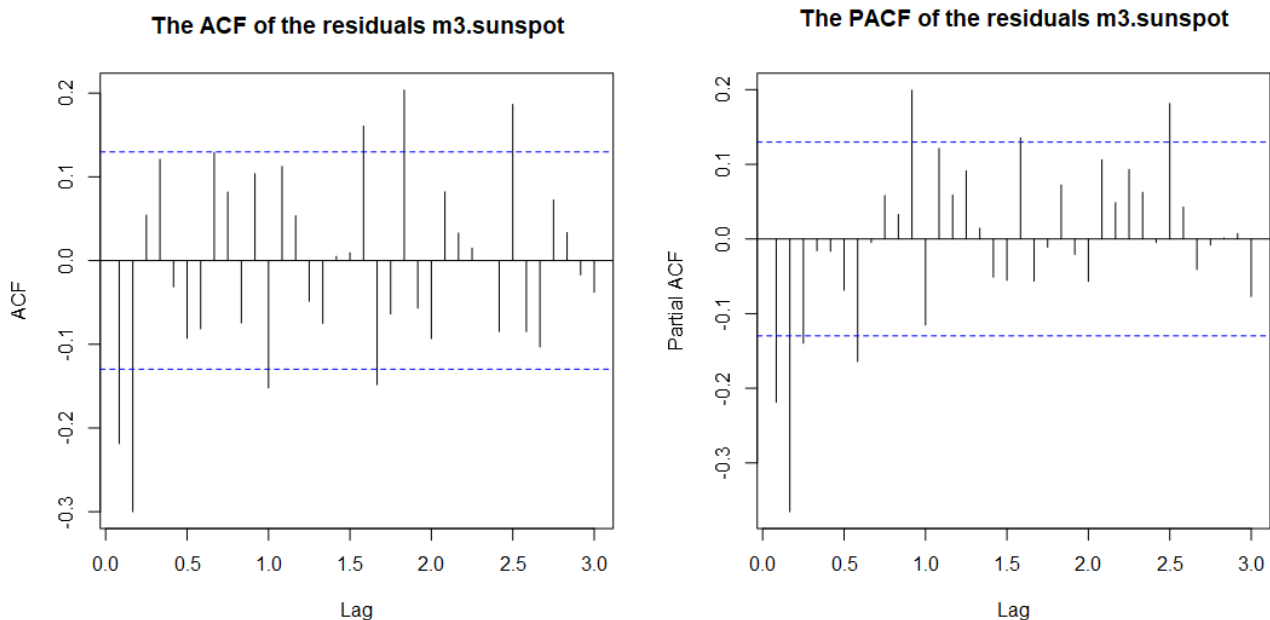 The ACF of the residuals m3.sunspot
ACF
0.2
0.1
0.0
-0.1
-0.2
-0.3
0.0 0.5 1.0 1.5 2.0 2.5 3.0
Lag
The PACF of the residuals m3.sunspot
Partial ACF
0.2
0.1
0.0
-0.1
-0.2
-0.3
0.0 0.5 1.0 1.5 2.0 2.5 3.0
Lag